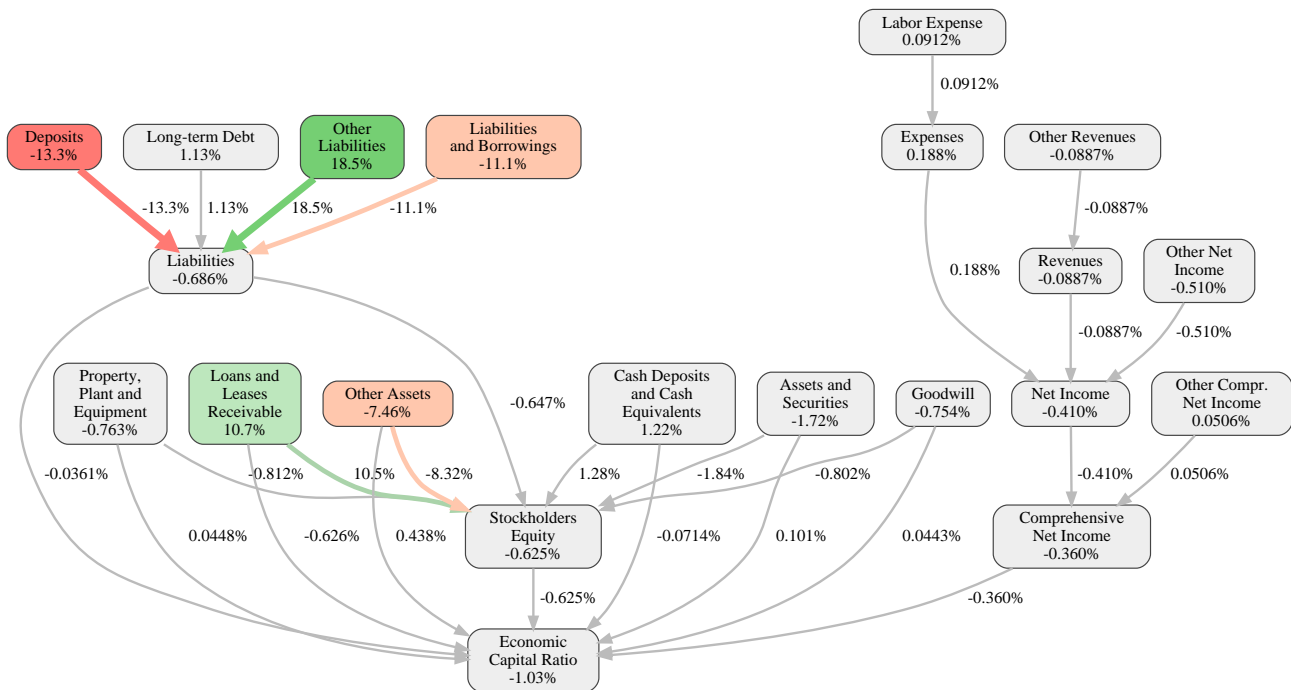 Labor Expense
0.0912%
0.0912%
Deposits
-13.3%
Long-term Debt
1.13%
Other
Liabilities
18.5%
Liabilities
and Borrowings
-11.1%
Expenses
0.188%
Other Revenues
-0.0887%
-13.3%
1.13%
18.5%
-11.1%
-0.0887%
Liabilities
-0.686%
0.188%
Revenues
-0.0887%
Other Net
Income
-0.510%
-0.0887%
-0.510%
Property,
Plant and
Equipment
-0.763%
Loans and
Leases
Receivable
10.7%
Other Assets
-7.46%
-0.647%
Cash Deposits
and Cash
Equivalents
1.22%
Assets and
Securities
-1.72%
Goodwill
-0.754%
Net Income
-0.410%
Other Compr.
Net Income
0.0506%
-0.0361%
-0.812%
10.5%
-8.32%
1.28%
-1.84%
-0.802%
-0.410%
0.0506%
0.0448%
-0.626%
0.438%
Stockholders
Equity
-0.625%
-0.0714%
0.101%
0.0443%
Comprehensive
Net Income
-0.360%
-0.625%
-0.360%
Economic
Capital Ratio
-1.03%